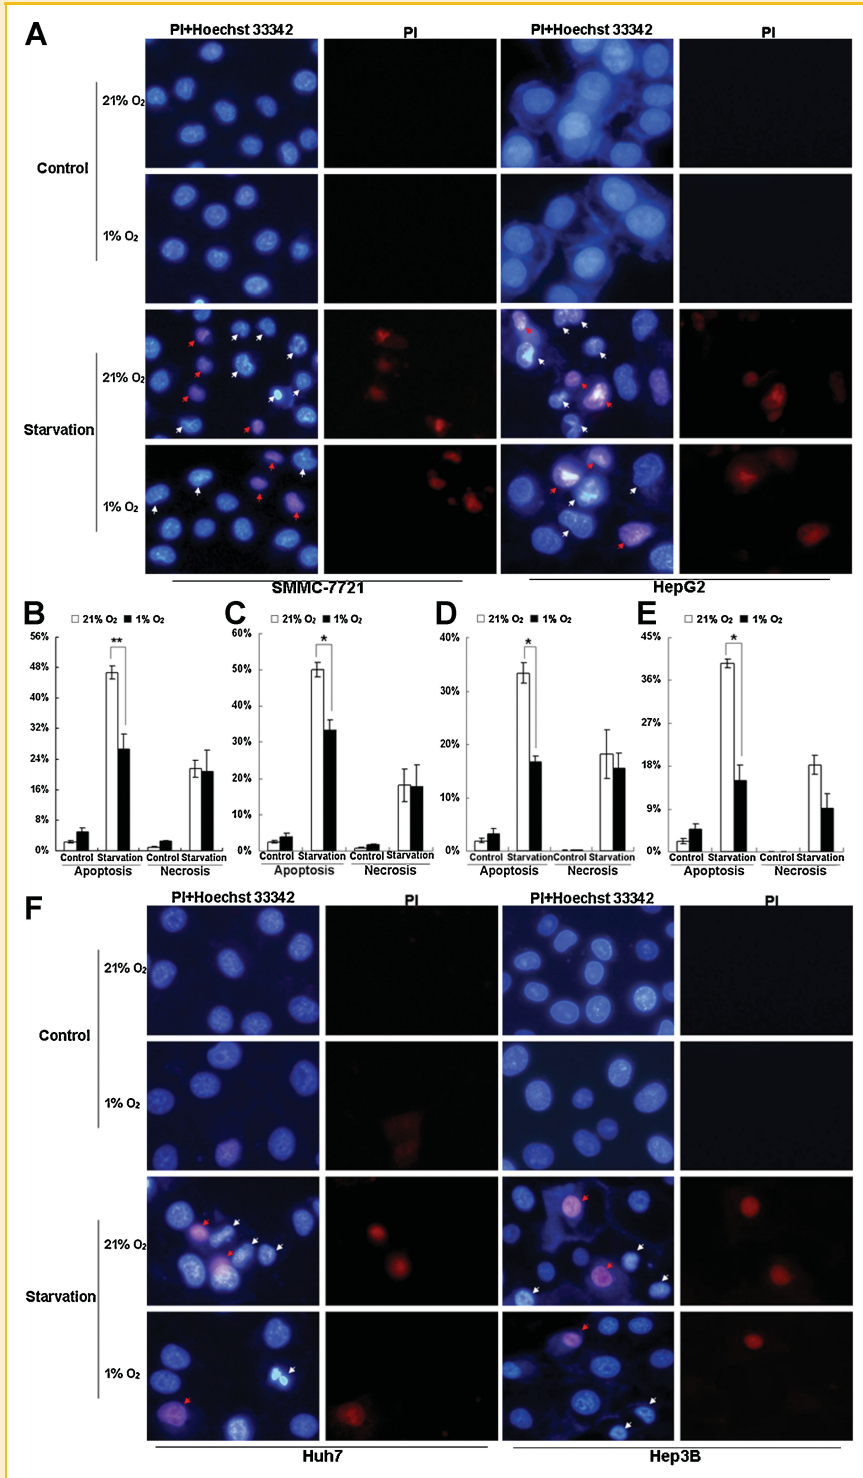 A
PI+Hoechst 33342 PI PI+Hoechst 33342 PI
21% O₂
Control
1% O₂
21% O₂
Starvation
1% O₂
SMMC-7721 HepG2
B C D E
21% O₂ 1% O₂ 21% O₂ 1% O₂ 21% O₂ 1% O₂ 21% O₂ 1% O₂
56%
48%
40%
32%
24%
16%
8%
0%
**
Control Starvation Control Starvation
Apoptosis Necrosis
60%
50%
40%
30%
20%
10%
0%
*
Control Starvation Control Starvation
Apoptosis Necrosis
40%
30%
20%
10%
0%
*
Control Starvation Control Starvation
Apoptosis Necrosis
45%
36%
27%
18%
9%
0%
*
Control Starvation Control Starvation
Apoptosis Necrosis
F
PI+Hoechst 33342 PI PI+Hoechst 33342 PI
21% O₂
Control
1% O₂
21% O₂
Starvation
1% O₂
Huh7 Hep3B